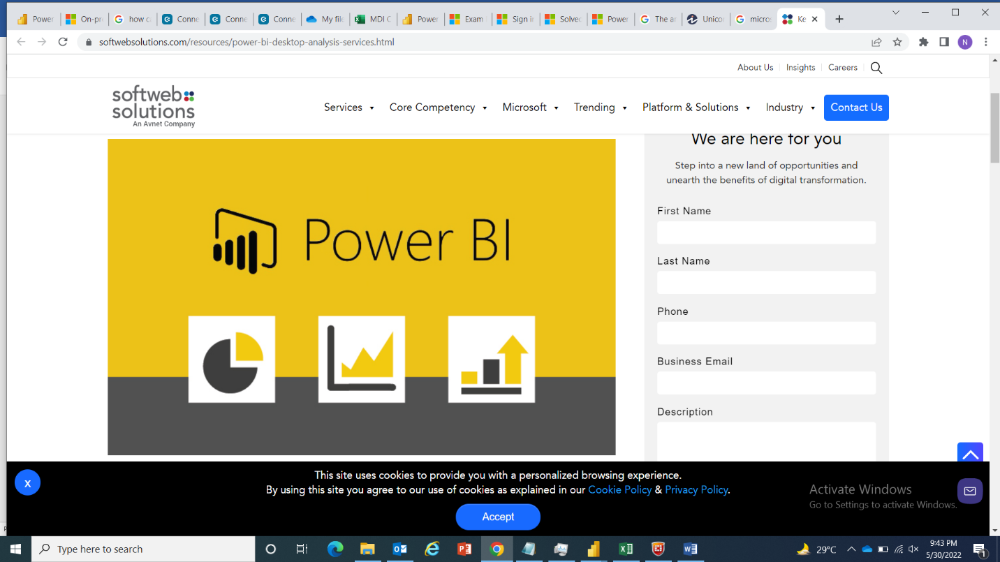 Power
On-pr
how c
Conne
Conne
Conne
My file
MDI C
Power
Exam
Sign i
Solved
Power
The a
Unico
micros
Ke
softwebsolutions.com/resources/power-bi-desktop-analysis-services.html
N
About Us
Insights
Careers
softweb
solutions
An Avnet Company
Services
Core Competency
Microsoft
Trending
Platform & Solutions
Industry
Contact Us
We are here for you
Step into a new land of opportunities and
unearth the benefits of digital transformation.
First Name
Last Name
Phone
Business Email
Description
Power BI
x
This site uses cookies to provide you with a personalized browsing experience.
By using this site you agree to our use of cookies as explained in our Cookie Policy & Privacy Policy.
Accept
Activate Windows
Go to Settings to activate Windows.
Type here to search
29°C
9:43 PM
5/30/2022
1